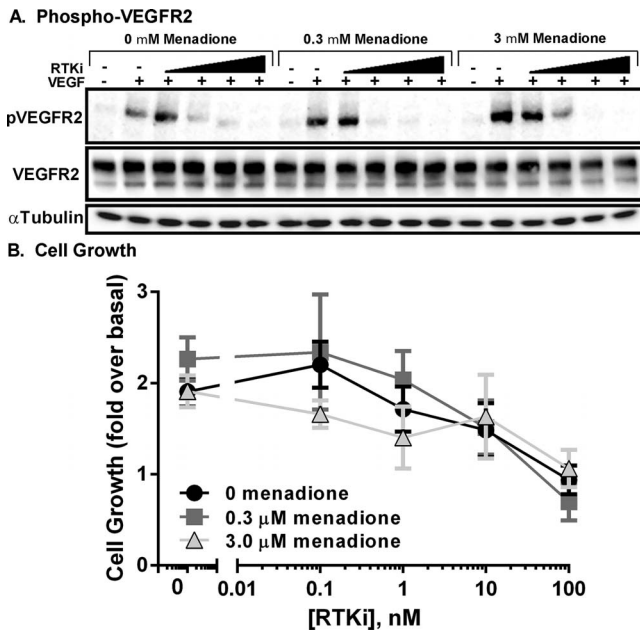 A. Phospho-VEGFR2
0 mM Menadione 0.3 mM Menadione 3 mM Menadione
RTKi - - - - - -
VEGF - + + + + + - + + + + + - + + + + +
pVEGFR2
VEGFR2
αTubulin
B. Cell Growth
Cell Growth (fold over basal)
3
2
1
0
0 menadione
0.3 μM menadione
3.0 μM menadione
0 0.01 0.1 1 10 100
[RTKi], nM